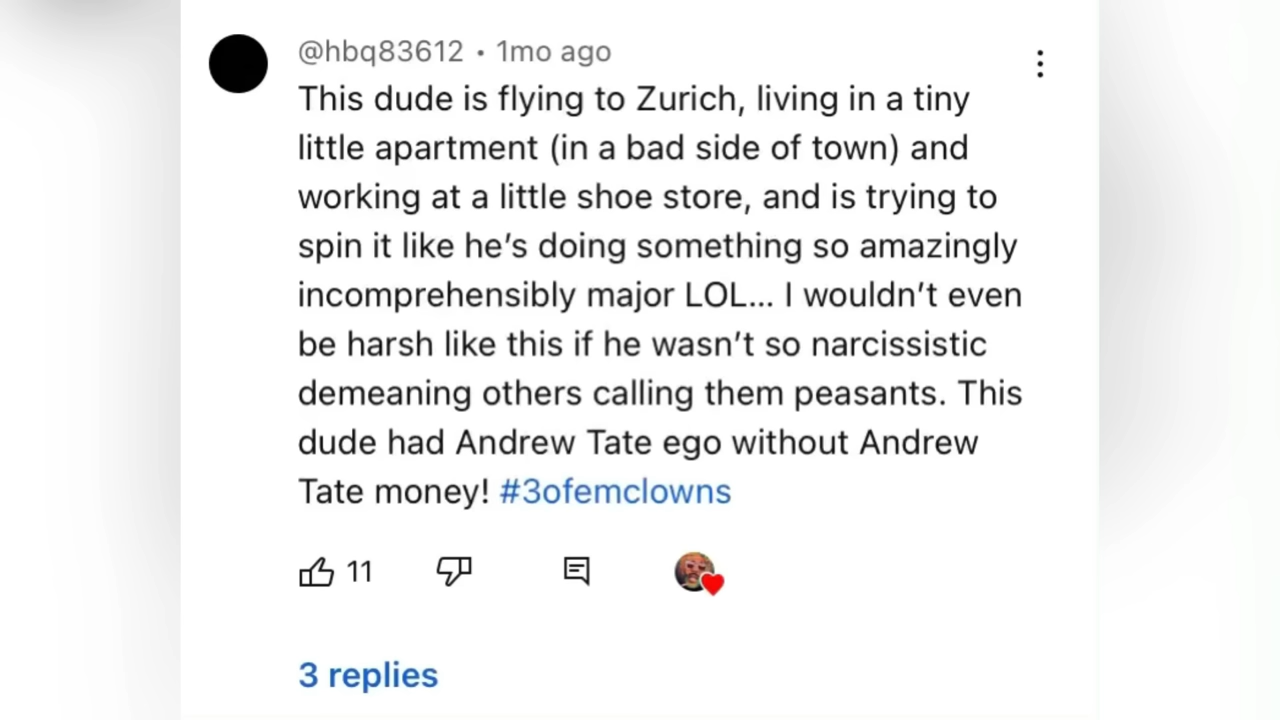 @hbq83612 • 1mo ago
This dude is flying to Zurich, living in a tiny
little apartment (in a bad side of town) and
working at a little shoe store, and is trying to
spin it like he's doing something so amazingly
incomprehensibly major LOL... I wouldn't even
be harsh like this if he wasn't so narcissistic
demeaning others calling them peasants. This
dude had Andrew Tate ego without Andrew
Tate money! #3ofemclowns
11
3 replies